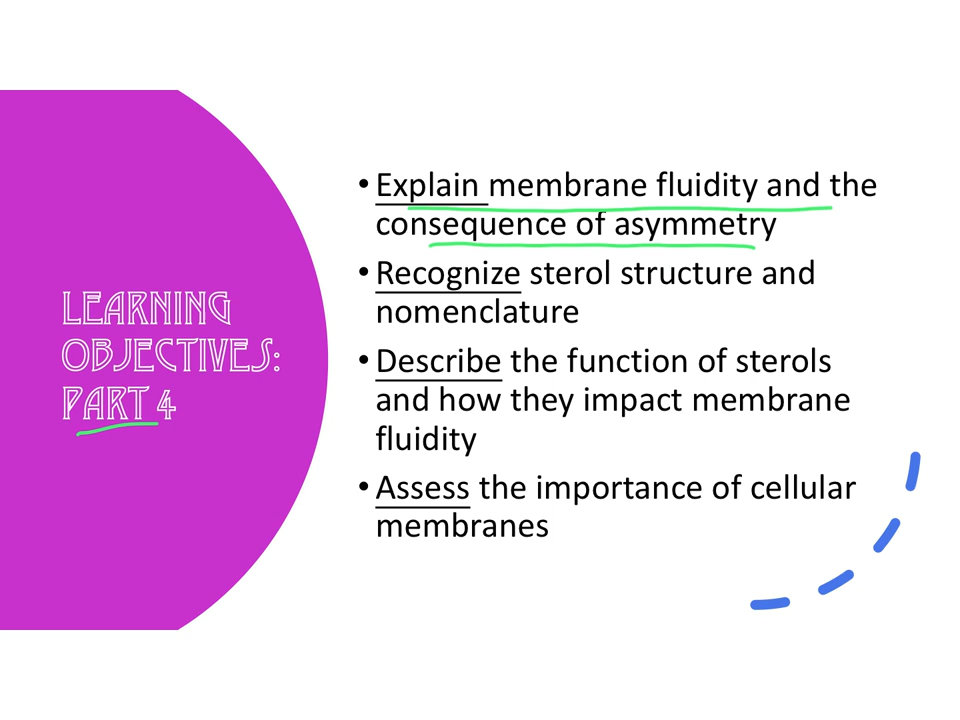 LEARNING
OBJECTIVES:
PART 4
• Explain membrane fluidity and the
consequence of asymmetry
• Recognize sterol structure and
nomenclature
• Describe the function of sterols
and how they impact membrane
fluidity
• Assess the importance of cellular
membranes